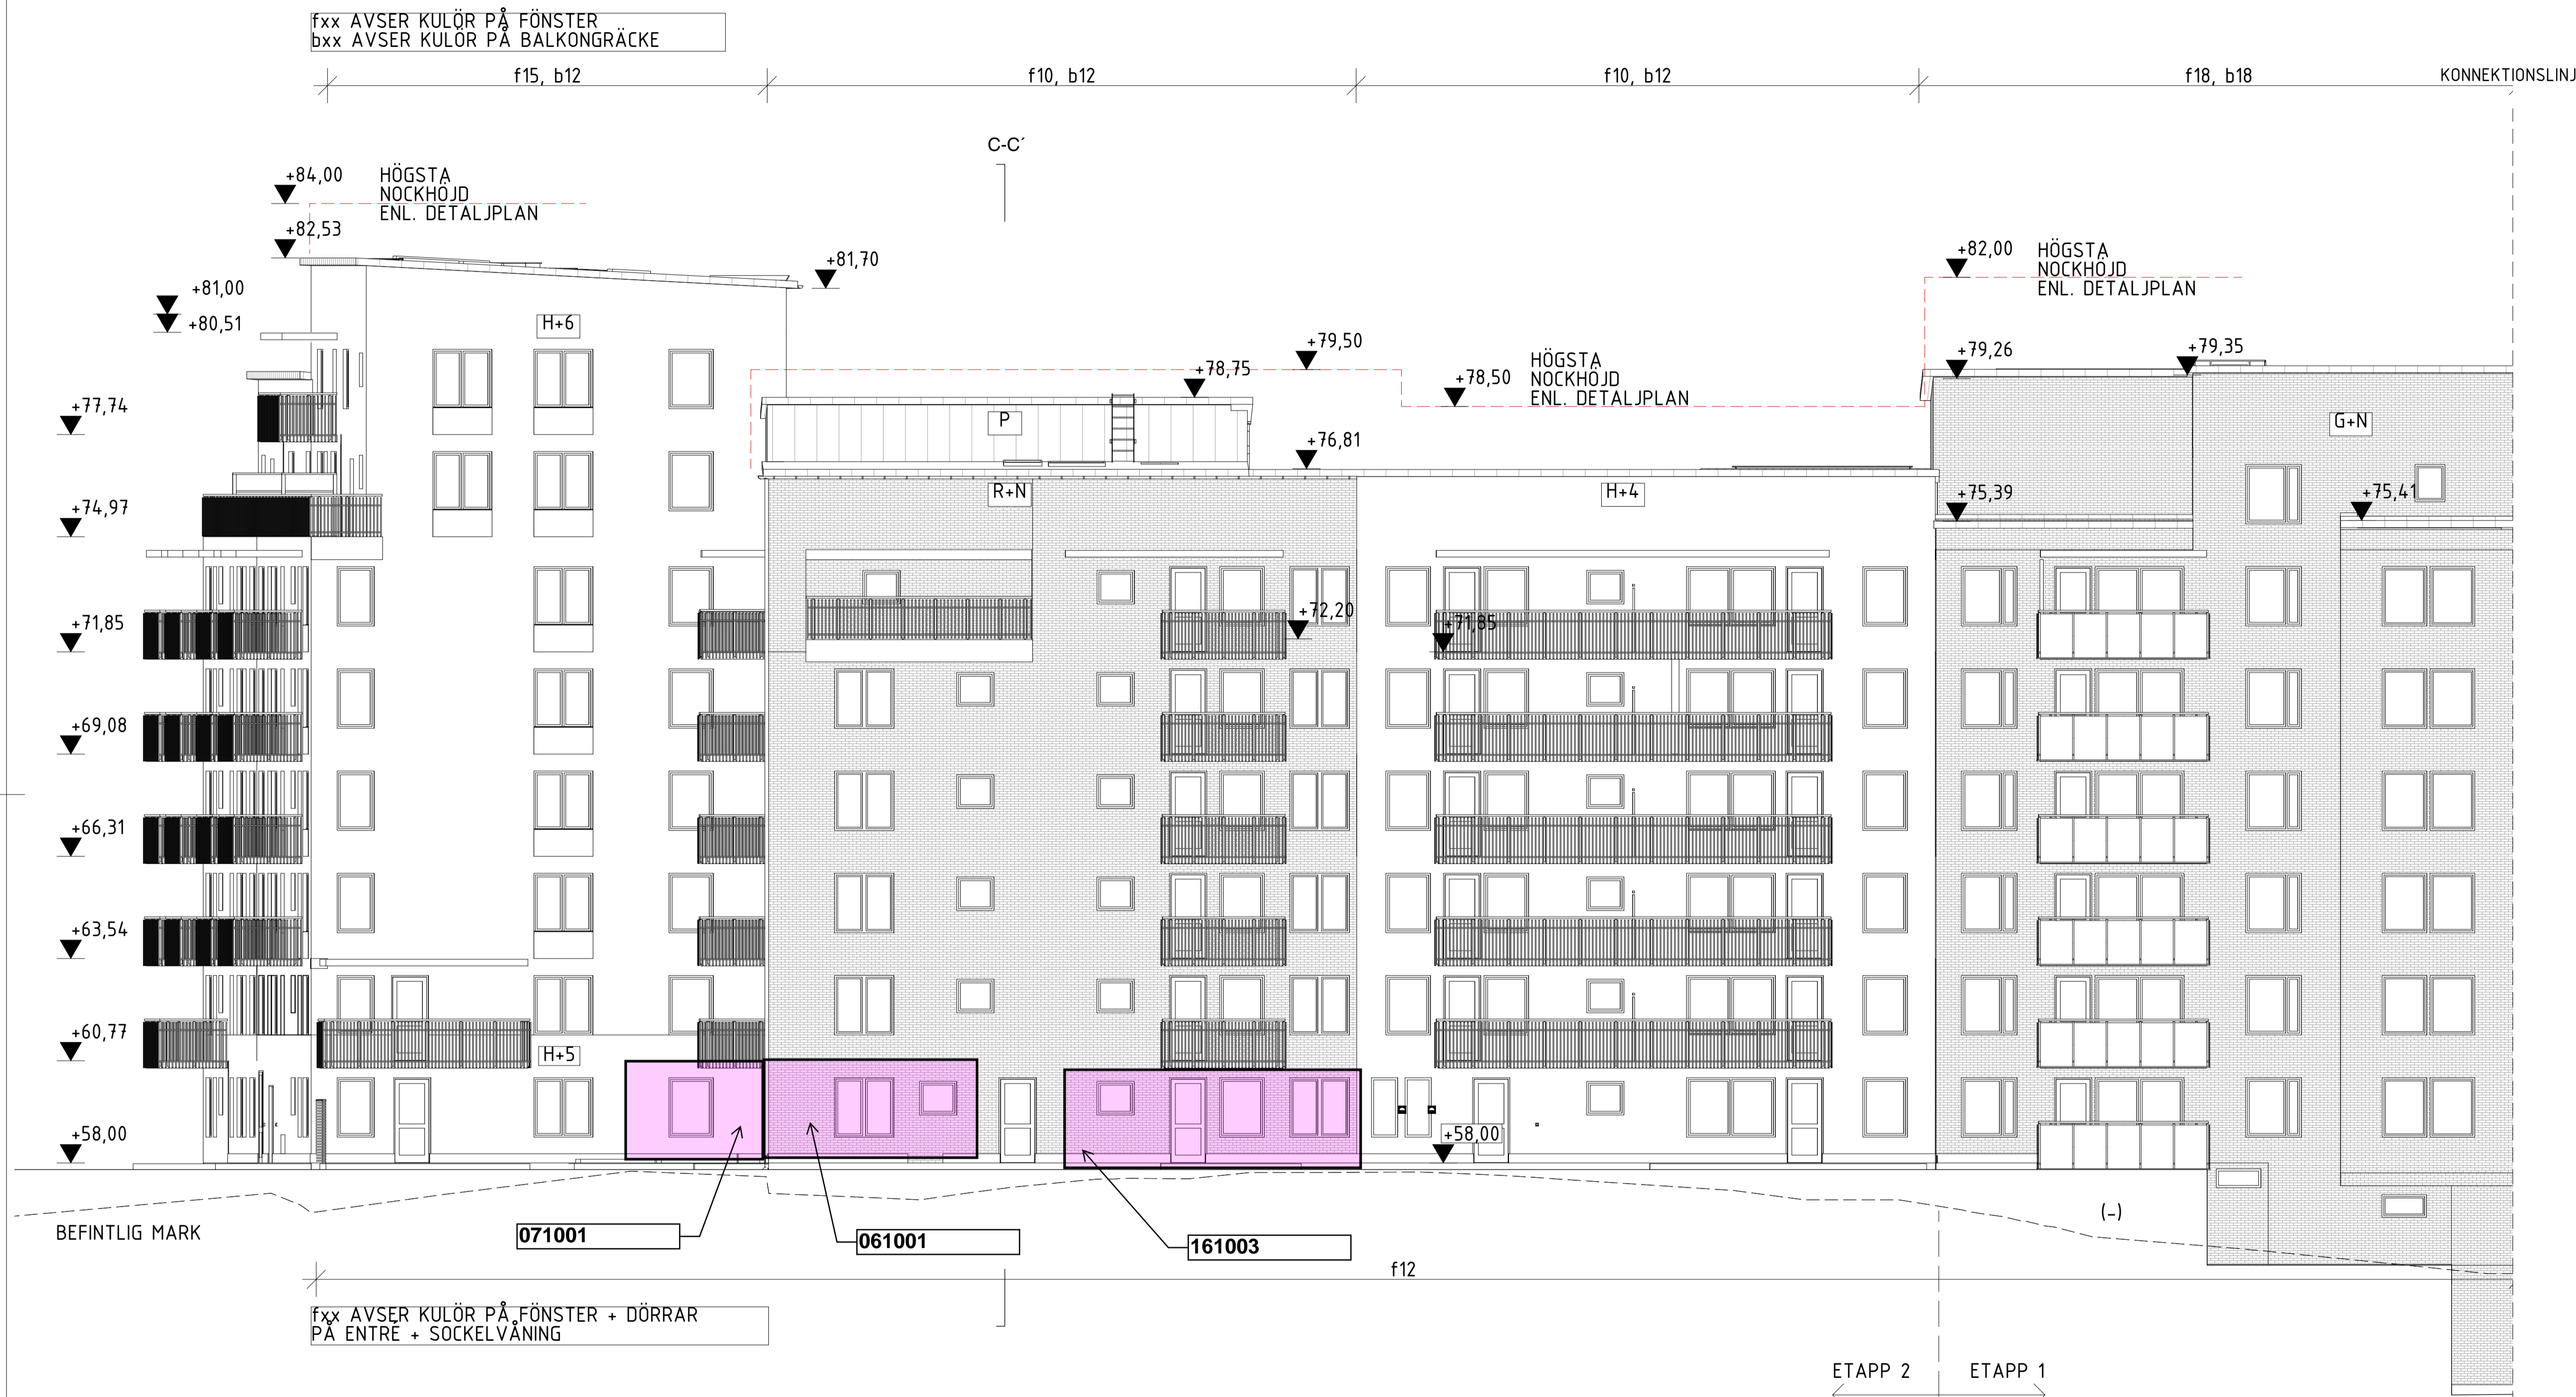 fxx AVSER KULÖR PÅ FÖNSTER
bxx AVSER KULÖR PÅ BALKONGRÄCKE
f15, b12
f10, b12
f10, b12
f18, b18
KONNEKTIONSLINJ
C-C´
+84,00
HÖGSTA
NOCKHÖJD
ENL. DETALJPLAN
+82,53
+81,70
+82,00
HÖGSTA
NOCKHÖJD
ENL. DETALJPLAN
+81,00
+80,51
H+6
+79,50
+78,75
+78,50
HÖGSTA
NOCKHÖJD
ENL. DETALJPLAN
+79,26
+79,35
+77,74
P
+76,81
G+N
+74,97
R+N
H+4
+75,39
+75,41
+71,85
+72,20
+71,85
+69,08
+66,31
+63,54
+60,77
H+5
+58,00
+58,00
BEFINTLIG MARK
071001
061001
161003
(-)
f12
fxx AVSER KULÖR PÅ FÖNSTER + DÖRRAR
PÅ ENTRÉ + SOCKELVÅNING
ETAPP 2
ETAPP 1